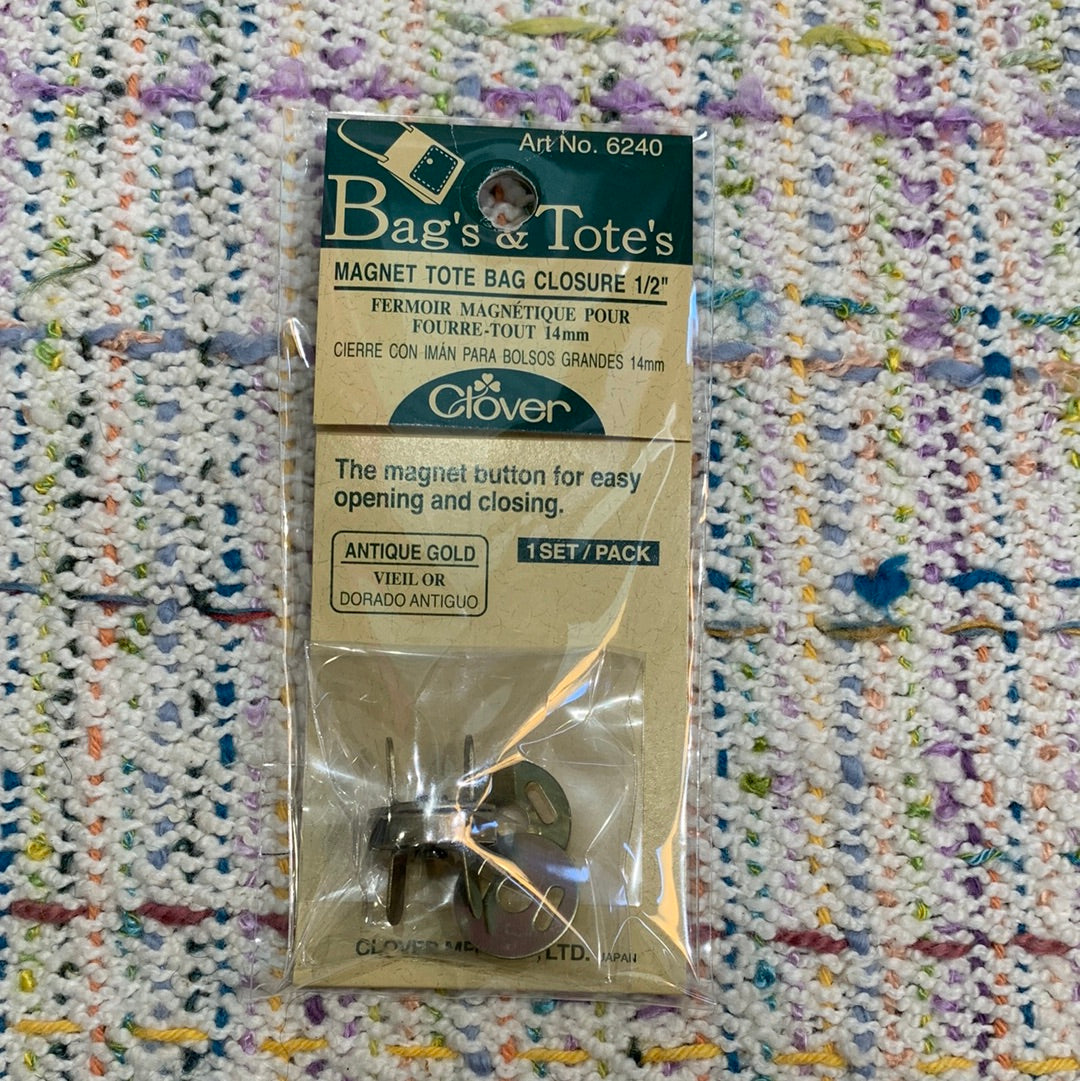 Art No. 6240
Bag's & Tote's
MAGNET TOTE BAG CLOSURE 1/2"
FERMOIR MAGNÉTIQUE POUR
FOURRE-TOUT 14mm
CIERRE CON IMÁN PARA BOLSOS GRANDES 14mm
Clover
The magnet button for easy
opening and closing.
ANTIQUE GOLD
1 SET / PACK
VIEIL OR
DORADO ANTIGUO
CLOVER , LTD. JAPAN